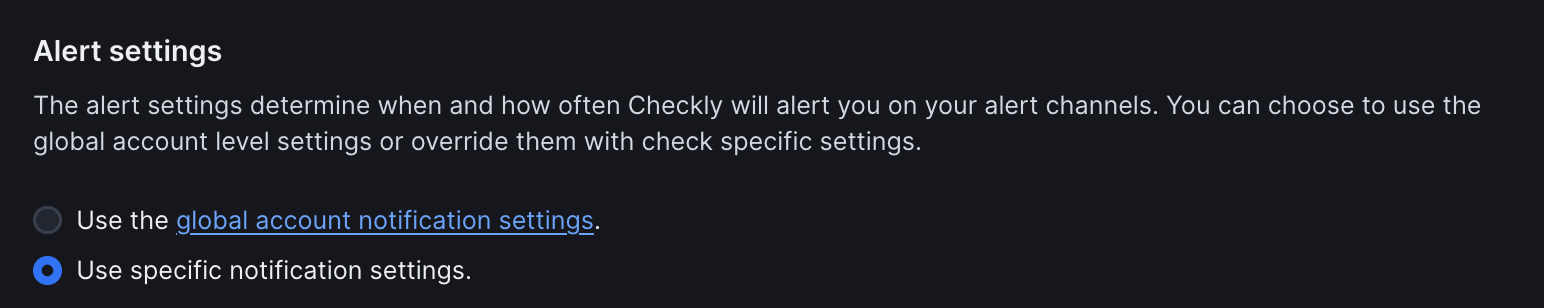 Alert settings
The alert settings determine when and how often Checkly will alert you on your alert channels. You can choose to use the
global account level settings or override them with check specific settings.
Use the global account notification settings.
Use specific notification settings.